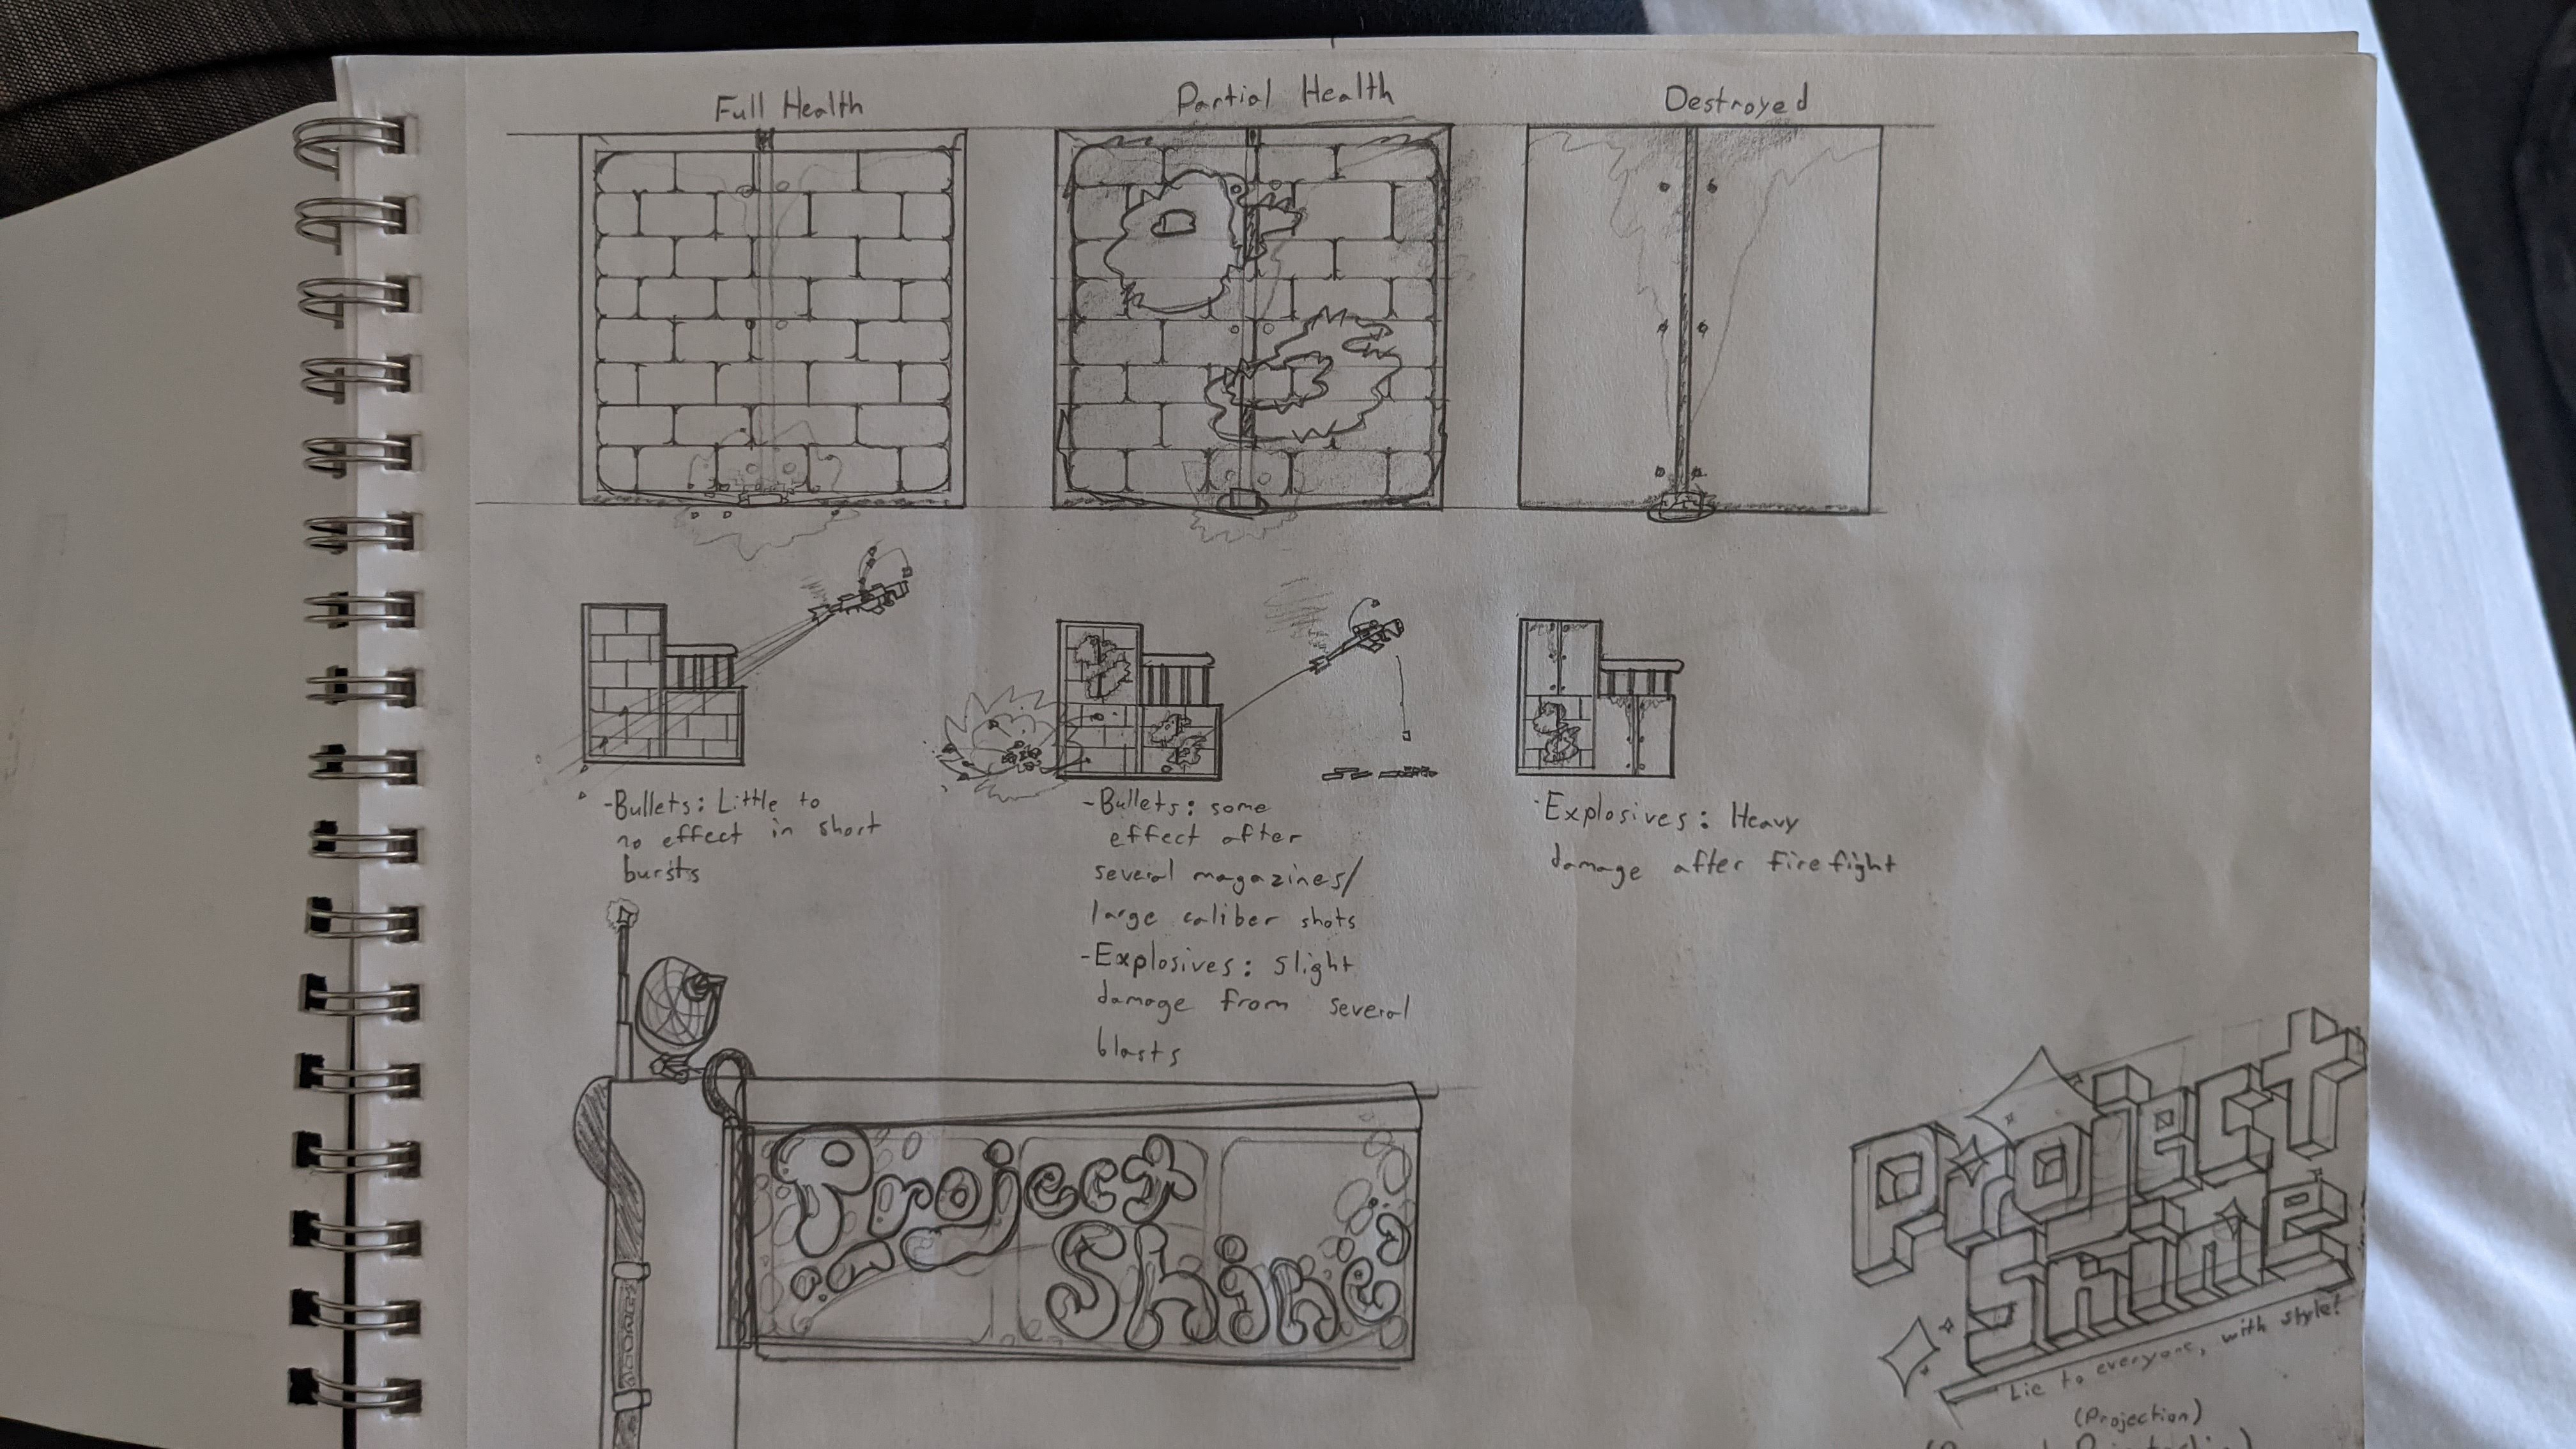 Full Health
Partial Health
Destroyed
-Bullets: Little to
no effect in short
bursts
-Bullets: some
effect after
several magazines/
large caliber shots
-Explosives: Slight
damage from several
blasts
-Explosives: Heavy
damage after firefight
Project
Shine
Project
Shine
Lie to everyone, with style!
(Projection)